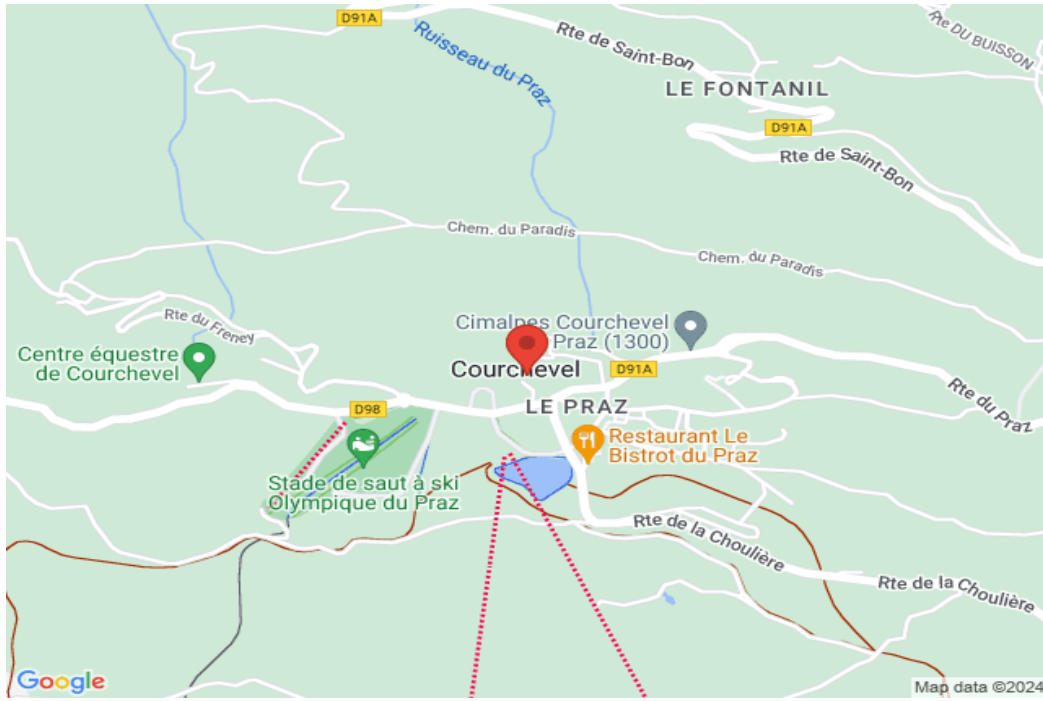 D91A
Rte de Saint-Bon
Rte DU BUISSON
Ruisseau du Praz
LE FONTANIL
D91A
Rte de Saint-Bon
Chem. du Paradis
Chem. du Paradis
Rte du Freney
Cimalpes Courchevel
Praz (1300)
Centre équestre
de Courchevel
Courchevel
D91A
Rte du Praz
D98
LE PRAZ
Restaurant Le
Bistrot du Praz
Stade de saut à ski
Olympique du Praz
Rte de la Choulière
Rte de la Choulière
Google
Map data ©2024